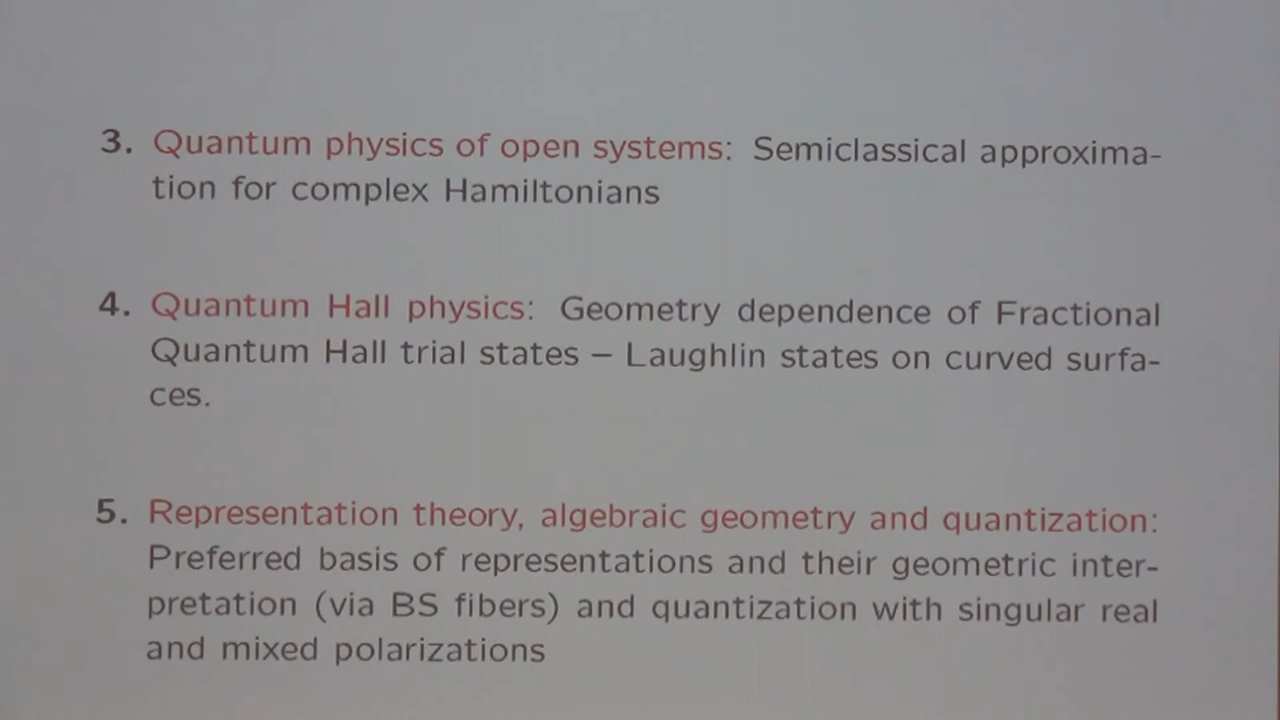 3. Quantum physics of open systems: Semiclassical approxima-
tion for complex Hamiltonians
4. Quantum Hall physics: Geometry dependence of Fractional
Quantum Hall trial states – Laughlin states on curved surfa-
ces.
5. Representation theory, algebraic geometry and quantization:
Preferred basis of representations and their geometric inter-
pretation (via BS fibers) and quantization with singular real
and mixed polarizations